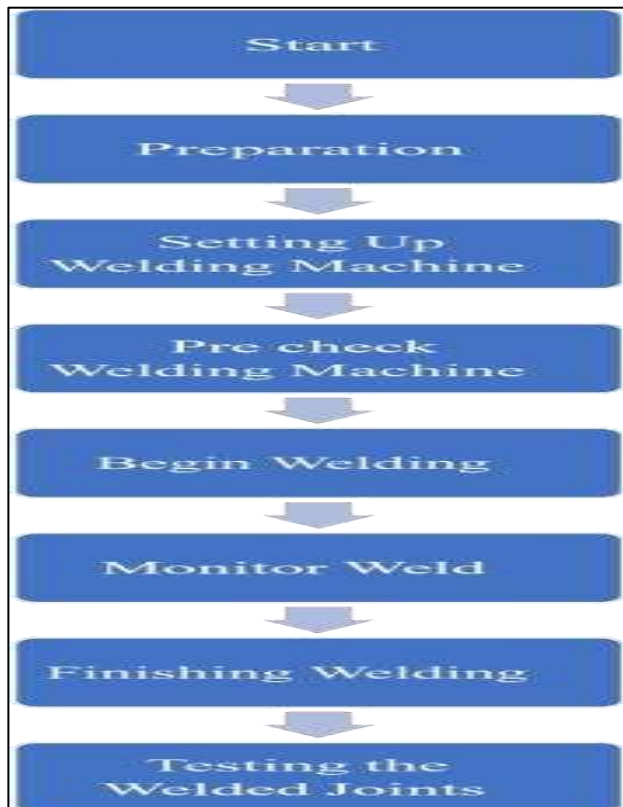 Start
Preparation
Setting Up
Welding Machine
Pre check
Welding Machine
Begin Welding
Monitor Weld
Finishing Welding
Testing the
Welded Joints